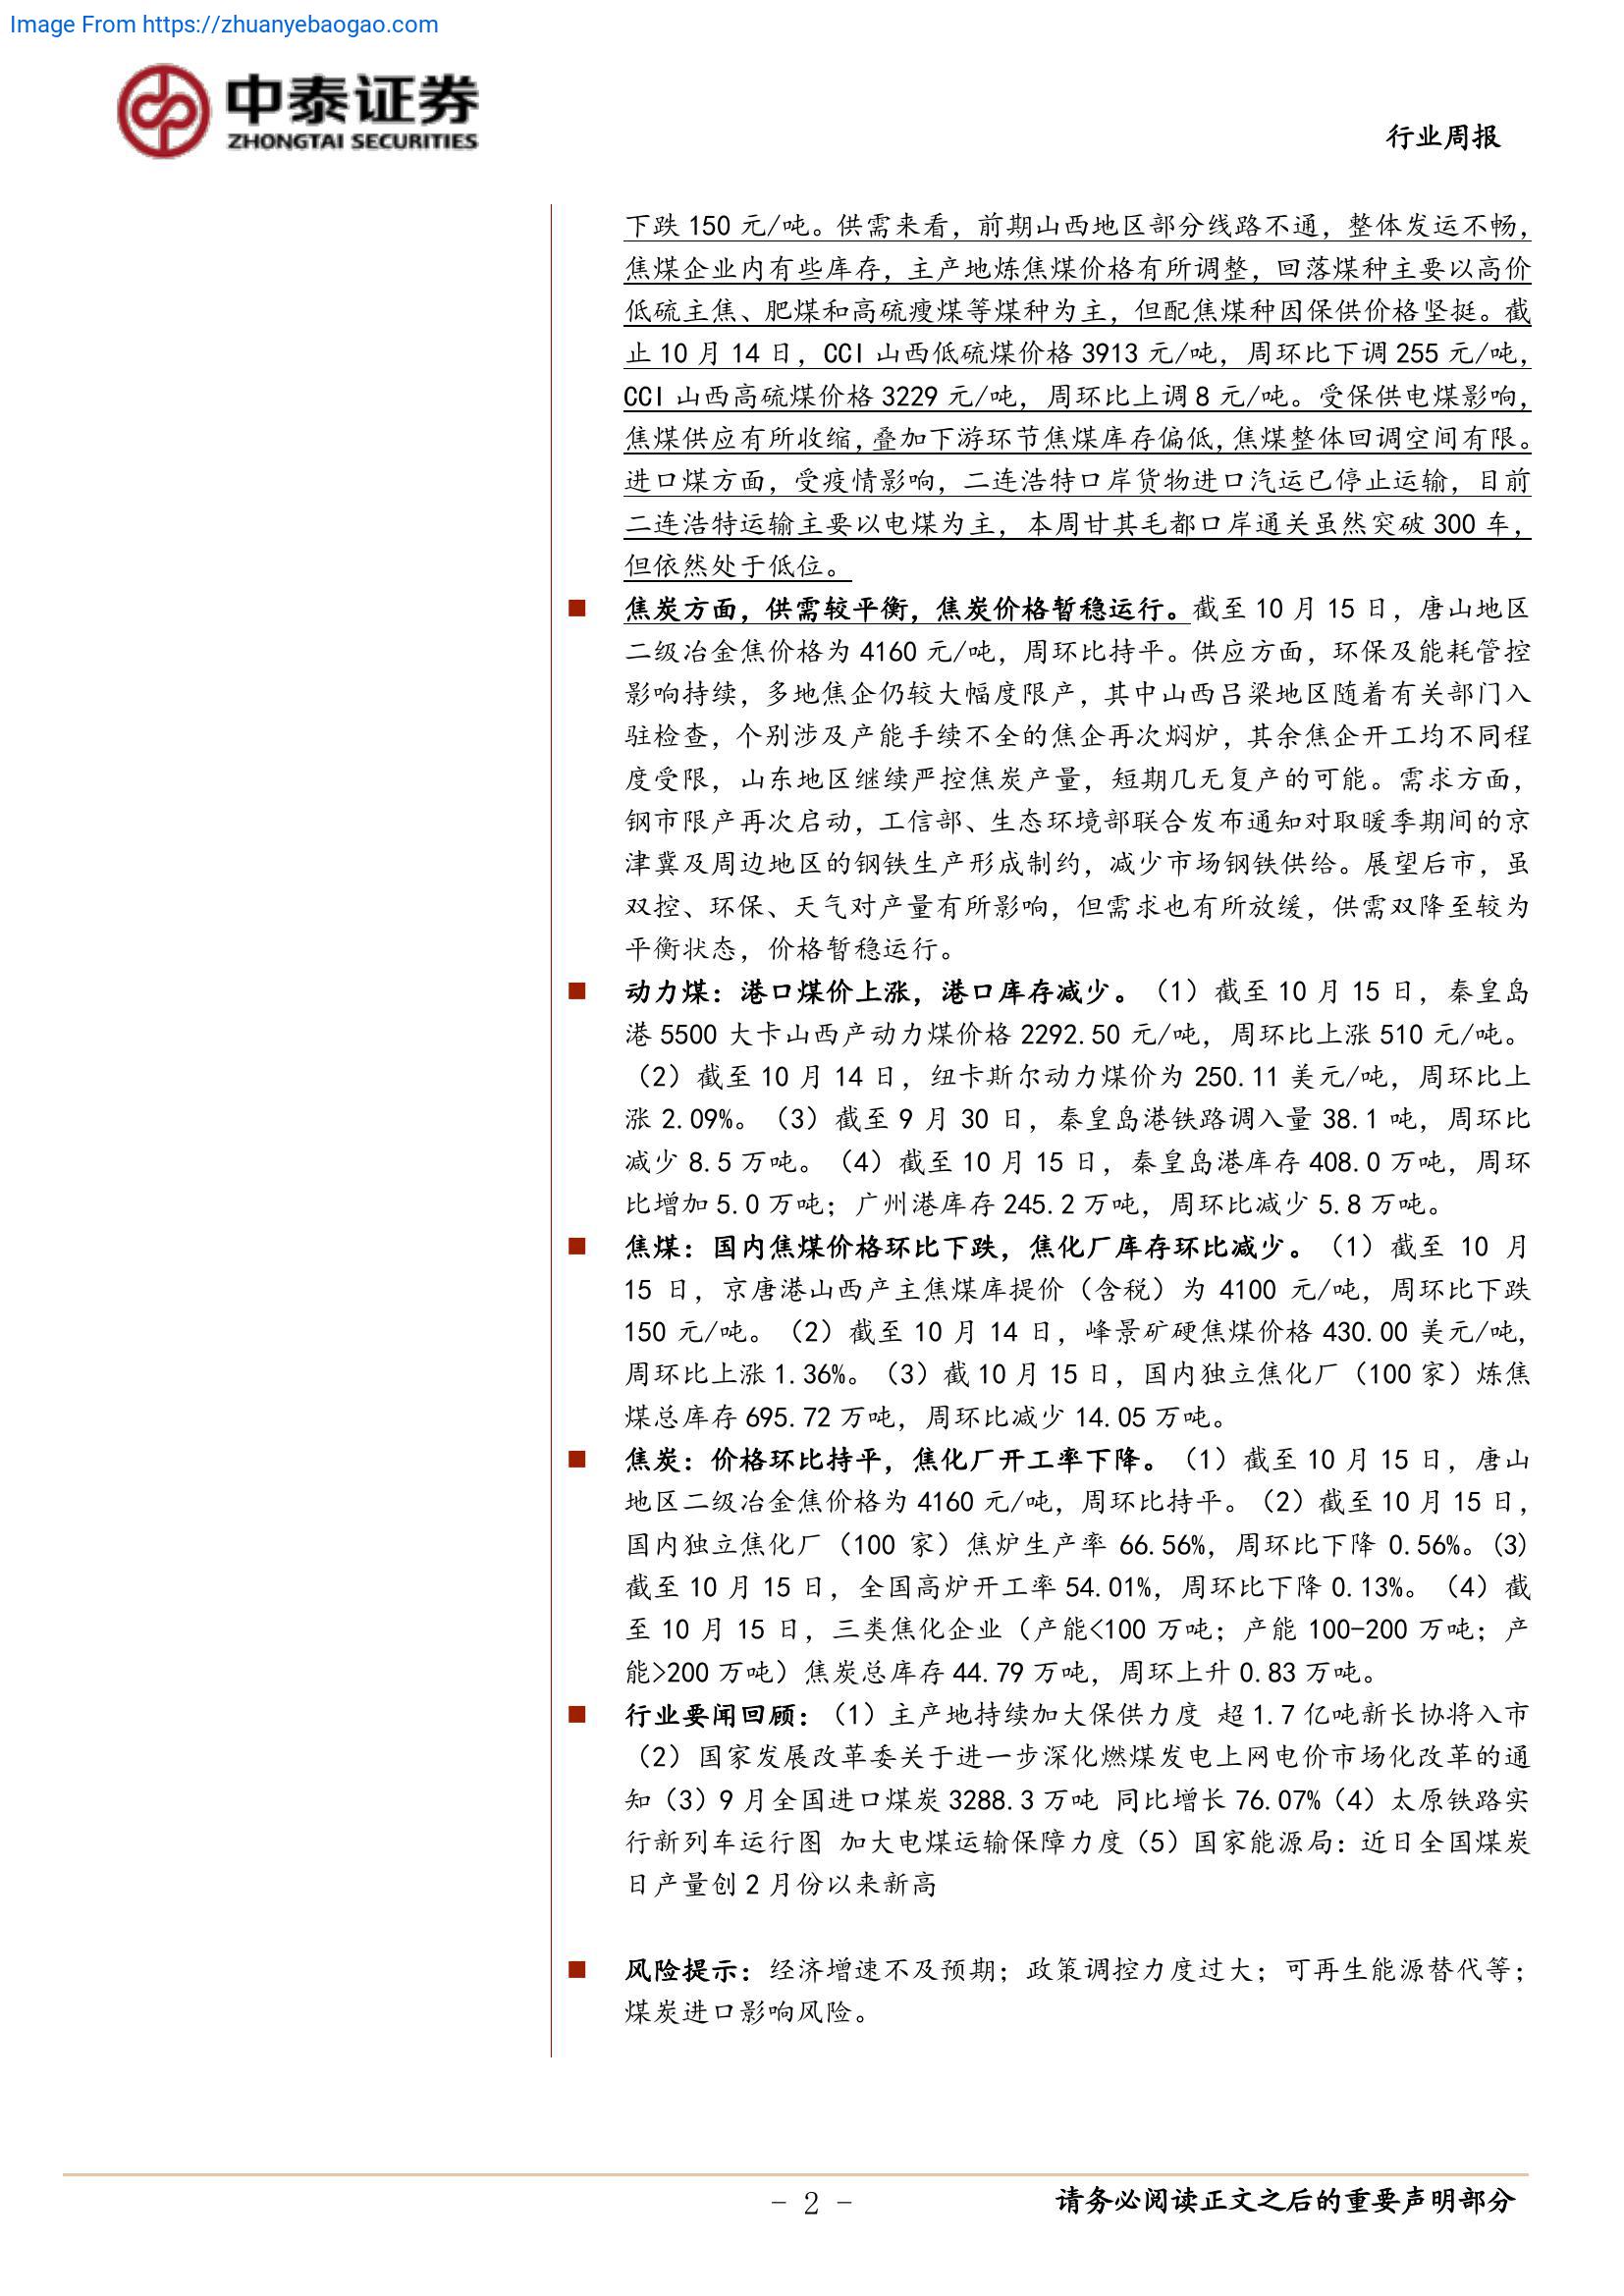 Image From https://zhuanyebaogao.com
中泰证券
ZHONGTAI SECURITIES
行业周报
下跌 150 元/吨。供需来看，前期山西地区部分线路不通，整体发运不畅，
焦煤企业内有些库存，主产地炼焦煤价格有所调整，回落煤种主要以高价
低硫主焦、肥煤和高硫瘦煤等煤种为主，但配焦煤种因保供价格坚挺。截
止 10 月 14 日，CCI 山西低硫煤价格 3913 元/吨，周环比下调 255 元/吨，
CCI 山西高硫煤价格 3229 元/吨，周环比上调 8 元/吨。受保供电煤影响，
焦煤供应有所收缩，叠加下游环节焦煤库存偏低，焦煤整体回调空间有限。
进口煤方面，受疫情影响，二连浩特口岸货物进口汽运已停止运输，目前
二连浩特运输主要以电煤为主，本周甘其毛都口岸通关虽然突破 300 车，
但依然处于低位。
■ 焦炭方面，供需较平衡，焦炭价格暂稳运行。截至 10 月 15 日，唐山地区
二级冶金焦价格为 4160 元/吨，周环比持平。供应方面，环保及能耗管控
影响持续，多地焦企仍较大幅度限产，其中山西吕梁地区随着有关部门入
驻检查，个别涉及产能手续不全的焦企再次焖炉，其余焦企开工均不同程
度受限，山东地区继续严控焦炭产量，短期几无复产的可能。需求方面，
钢市限产再次启动，工信部、生态环境部联合发布通知对取暖季期间的京
津冀及周边地区的钢铁生产形成制约，减少市场钢铁供给。展望后市，虽
双控、环保、天气对产量有所影响，但需求也有所放缓，供需双降至较为
平衡状态，价格暂稳运行。
■ 动力煤：港口煤价上涨，港口库存减少。（1）截至 10 月 15 日，秦皇岛
港 5500 大卡山西产动力煤价格 2292.50 元/吨，周环比上涨 510 元/吨。
（2）截至 10 月 14 日，纽卡斯尔动力煤价为 250.11 美元/吨，周环比上
涨 2.09%。（3）截至 9 月 30 日，秦皇岛港铁路调入量 38.1 吨，周环比
减少 8.5 万吨。（4）截至 10 月 15 日，秦皇岛港库存 408.0 万吨，周环
比增加 5.0 万吨；广州港库存 245.2 万吨，周环比减少 5.8 万吨。
■ 焦煤：国内焦煤价格环比下跌，焦化厂库存环比减少。（1）截至 10 月
15 日，京唐港山西产主焦煤库提价（含税）为 4100 元/吨，周环比下跌
150 元/吨。（2）截至 10 月 14 日，峰景矿硬焦煤价格 430.00 美元/吨，
周环比上涨 1.36%。（3）截 10 月 15 日，国内独立焦化厂（100 家）炼焦
煤总库存 695.72 万吨，周环比减少 14.05 万吨。
■ 焦炭：价格环比持平，焦化厂开工率下降。（1）截至 10 月 15 日，唐山
地区二级冶金焦价格为 4160 元/吨，周环比持平。（2）截至 10 月 15 日，
国内独立焦化厂（100 家）焦炉生产率 66.56%，周环比下降 0.56%。（3）
截至 10 月 15 日，全国高炉开工率 54.01%，周环比下降 0.13%。（4）截
至 10 月 15 日，三类焦化企业（产能<100 万吨；产能 100-200 万吨；产
能>200 万吨）焦炭总库存 44.79 万吨，周环上升 0.83 万吨。
■ 行业要闻回顾：（1）主产地持续加大保供力度 超 1.7 亿吨新长协将入市
（2）国家发展改革委关于进一步深化燃煤发电上网电价市场化改革的通
知（3）9 月全国进口煤炭 3288.3 万吨 同比增长 76.07%（4）太原铁路实
行新列车运行图 加大电煤运输保障力度（5）国家能源局：近日全国煤炭
日产量创 2 月份以来新高
■ 风险提示：经济增速不及预期；政策调控力度过大；可再生能源替代等；
煤炭进口影响风险。
- 2 -
请务必阅读正文之后的重要声明部分